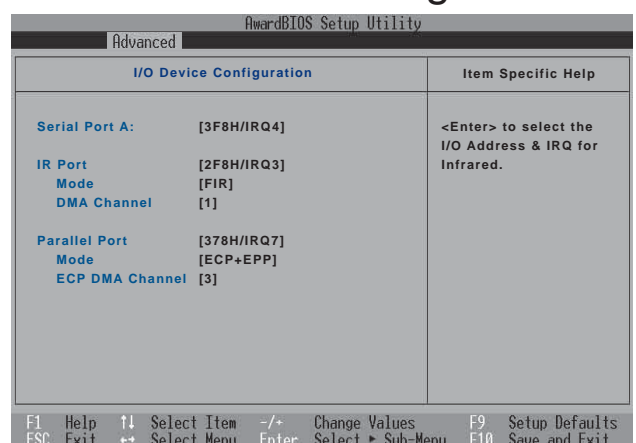 AwardBIOS Setup Utility
Advanced
I/O Device Configuration
Item Specific Help
Serial Port A: [3F8H/IRQ4]
IR Port [2F8H/IRQ3]
Mode [FIR]
DMA Channel [1]
Parallel Port [378H/IRQ7]
Mode [ECP+EPP]
ECP DMA Channel [3]
<Enter> to select the
I/O Address & IRQ for
Infrared.
F1 Help ↑↓ Select Item -/+ Change Values F9 Setup Defaults
ESC Exit ←→ Select Menu Enter Select ► Sub-Menu F10 Save and Exit